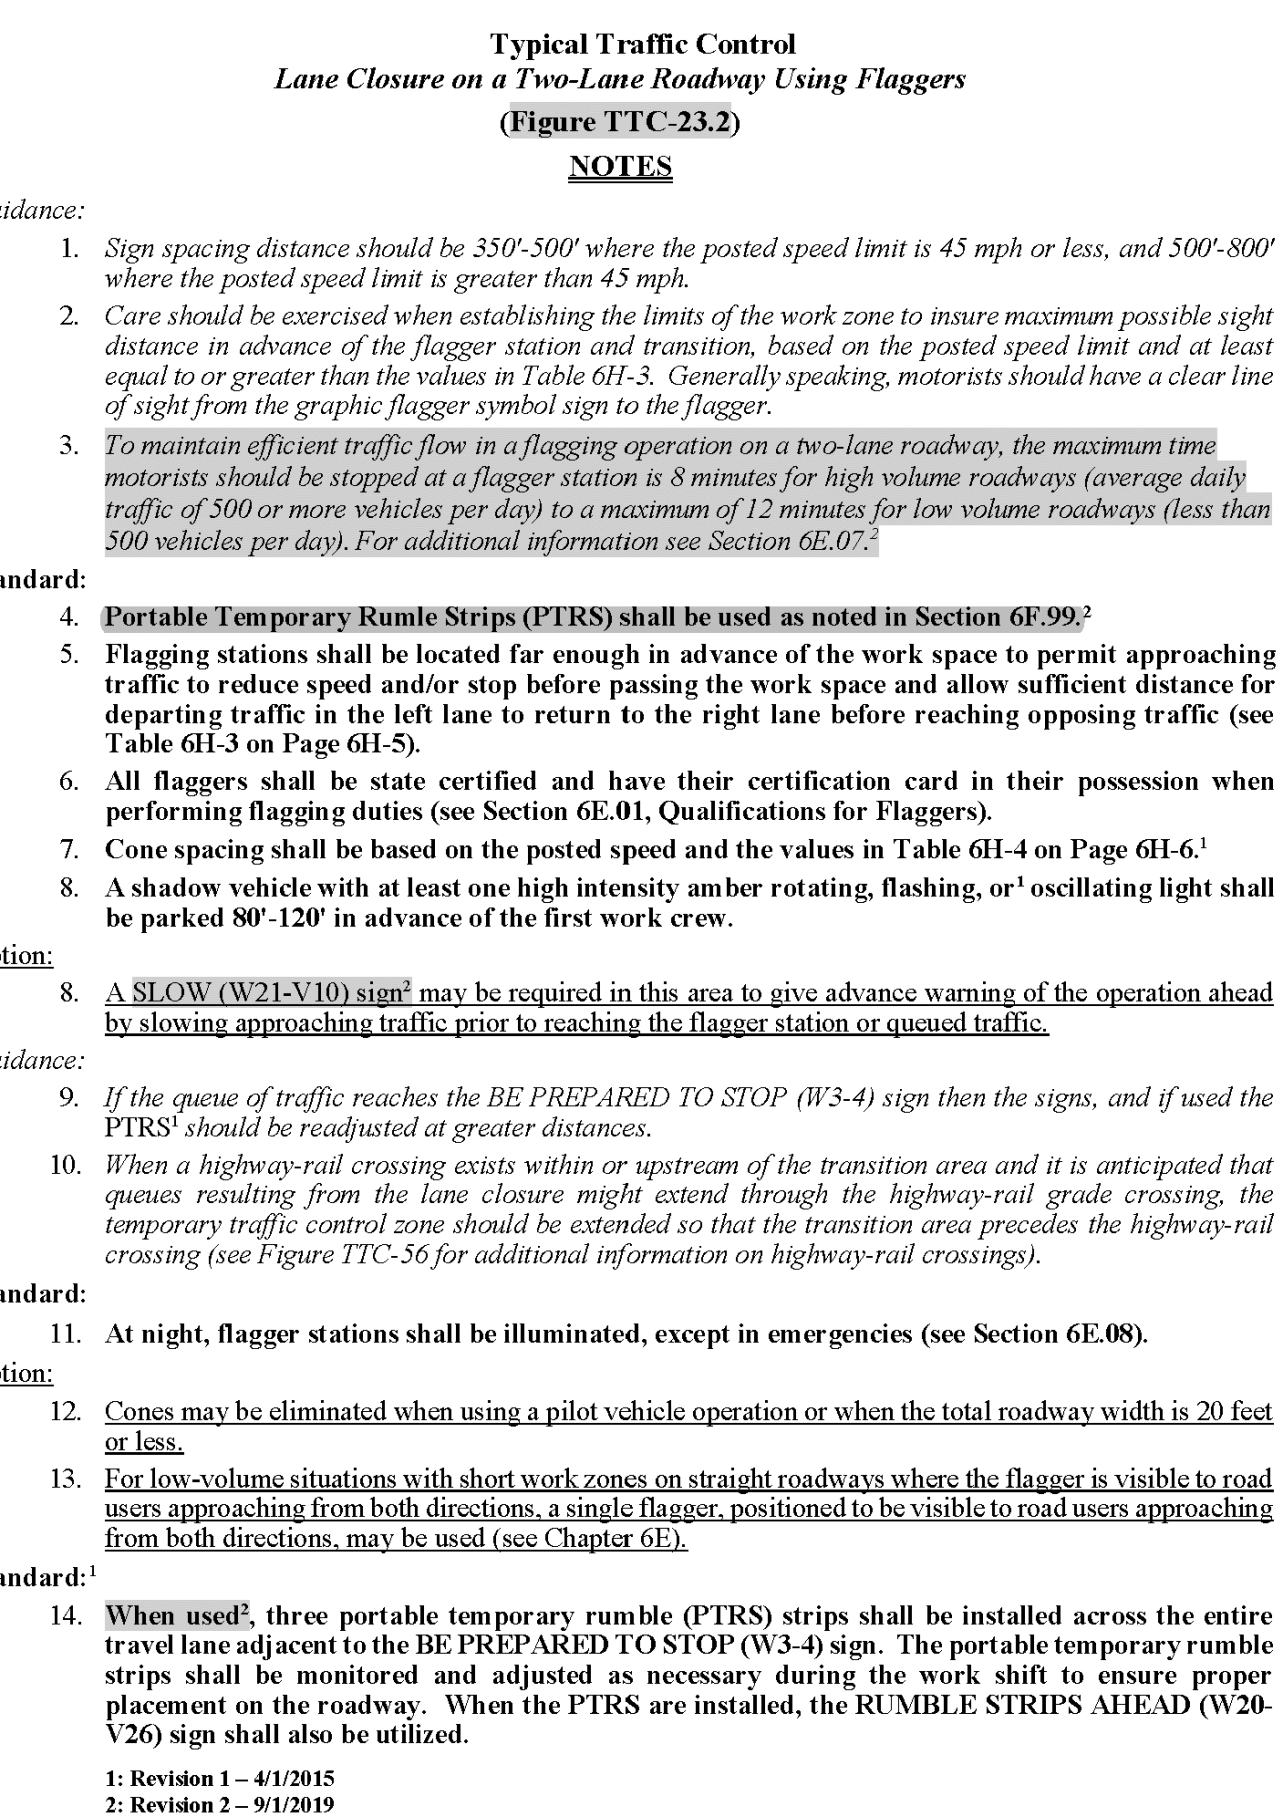 Typical Traffic Control
Lane Closure on a Two-Lane Roadway Using Flaggers
(Figure TTC-23.2)
NOTES
uidance:
1. Sign spacing distance should be 350'-500' where the posted speed limit is 45 mph or less, and 500'-800'
where the posted speed limit is greater than 45 mph.
2. Care should be exercised when establishing the limits of the work zone to insure maximum possible sight
distance in advance of the flagger station and transition, based on the posted speed limit and at least
equal to or greater than the values in Table 6H-3. Generally speaking, motorists should have a clear line
of sight from the graphic flagger symbol sign to the flagger.
3. To maintain efficient traffic flow in a flagging operation on a two-lane roadway, the maximum time
motorists should be stopped at a flagger station is 8 minutes for high volume roadways (average daily
traffic of 500 or more vehicles per day) to a maximum of 12 minutes for low volume roadways (less than
500 vehicles per day). For additional information see Section 6E.07.²
andard:
4. Portable Temporary Rumle Strips (PTRS) shall be used as noted in Section 6F.99.²
5. Flagging stations shall be located far enough in advance of the work space to permit approaching
traffic to reduce speed and/or stop before passing the work space and allow sufficient distance for
departing traffic in the left lane to return to the right lane before reaching opposing traffic (see
Table 6H-3 on Page 6H-5).
6. All flaggers shall be state certified and have their certification card in their possession when
performing flagging duties (see Section 6E.01, Qualifications for Flaggers).
7. Cone spacing shall be based on the posted speed and the values in Table 6H-4 on Page 6H-6.¹
8. A shadow vehicle with at least one high intensity amber rotating, flashing, or¹ oscillating light shall
be parked 80'-120' in advance of the first work crew.
otion:
8. A SLOW (W21-V10) sign² may be required in this area to give advance warning of the operation ahead
by slowing approaching traffic prior to reaching the flagger station or queued traffic.
uidance:
9. If the queue of traffic reaches the BE PREPARED TO STOP (W3-4) sign then the signs, and if used the
PTRS¹ should be readjusted at greater distances.
10. When a highway-rail crossing exists within or upstream of the transition area and it is anticipated that
queues resulting from the lane closure might extend through the highway-rail grade crossing, the
temporary traffic control zone should be extended so that the transition area precedes the highway-rail
crossing (see Figure TTC-56 for additional information on highway-rail crossings).
andard:
11. At night, flagger stations shall be illuminated, except in emergencies (see Section 6E.08).
otion:
12. Cones may be eliminated when using a pilot vehicle operation or when the total roadway width is 20 feet
or less.
13. For low-volume situations with short work zones on straight roadways where the flagger is visible to road
users approaching from both directions, a single flagger, positioned to be visible to road users approaching
from both directions, may be used (see Chapter 6E).
andard:¹
14. When used², three portable temporary rumble (PTRS) strips shall be installed across the entire
travel lane adjacent to the BE PREPARED TO STOP (W3-4) sign. The portable temporary rumble
strips shall be monitored and adjusted as necessary during the work shift to ensure proper
placement on the roadway. When the PTRS are installed, the RUMBLE STRIPS AHEAD (W20-
V26) sign shall also be utilized.
1: Revision 1 – 4/1/2015
2: Revision 2 – 9/1/2019